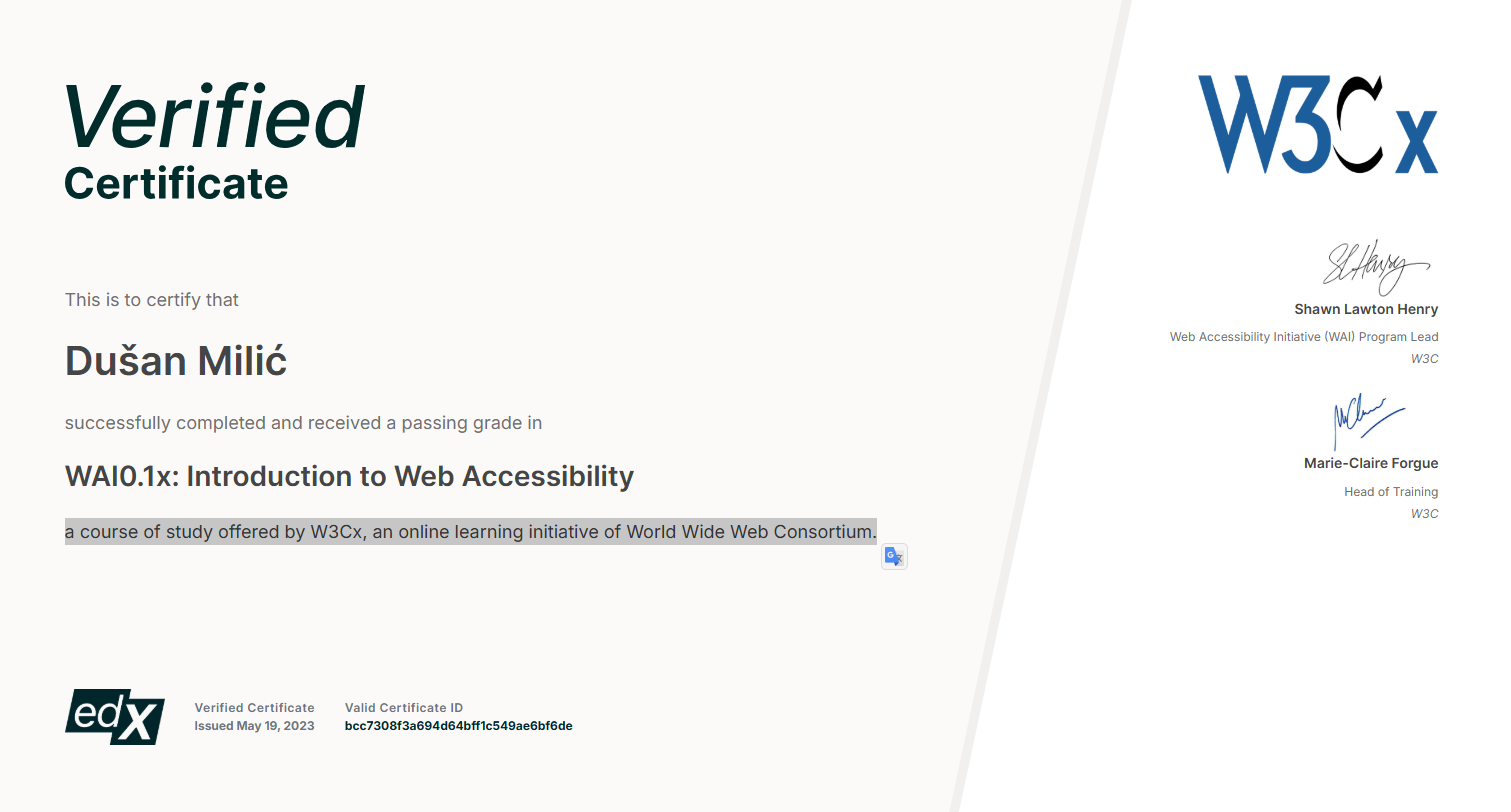 Verified
Certificate
This is to certify that
Dušan Milić
successfully completed and received a passing grade in
WAI0.1x: Introduction to Web Accessibility
a course of study offered by W3Cx, an online learning initiative of World Wide Web Consortium.
edX
Verified Certificate
Issued May 19, 2023
Valid Certificate ID
bcc7308f3a694d64bff1c549ae6bf6de
W3Cx
SLHenry
Shawn Lawton Henry
Web Accessibility Initiative (WAI) Program Lead
W3C
Marie-Claire Forgue
Head of Training
W3C